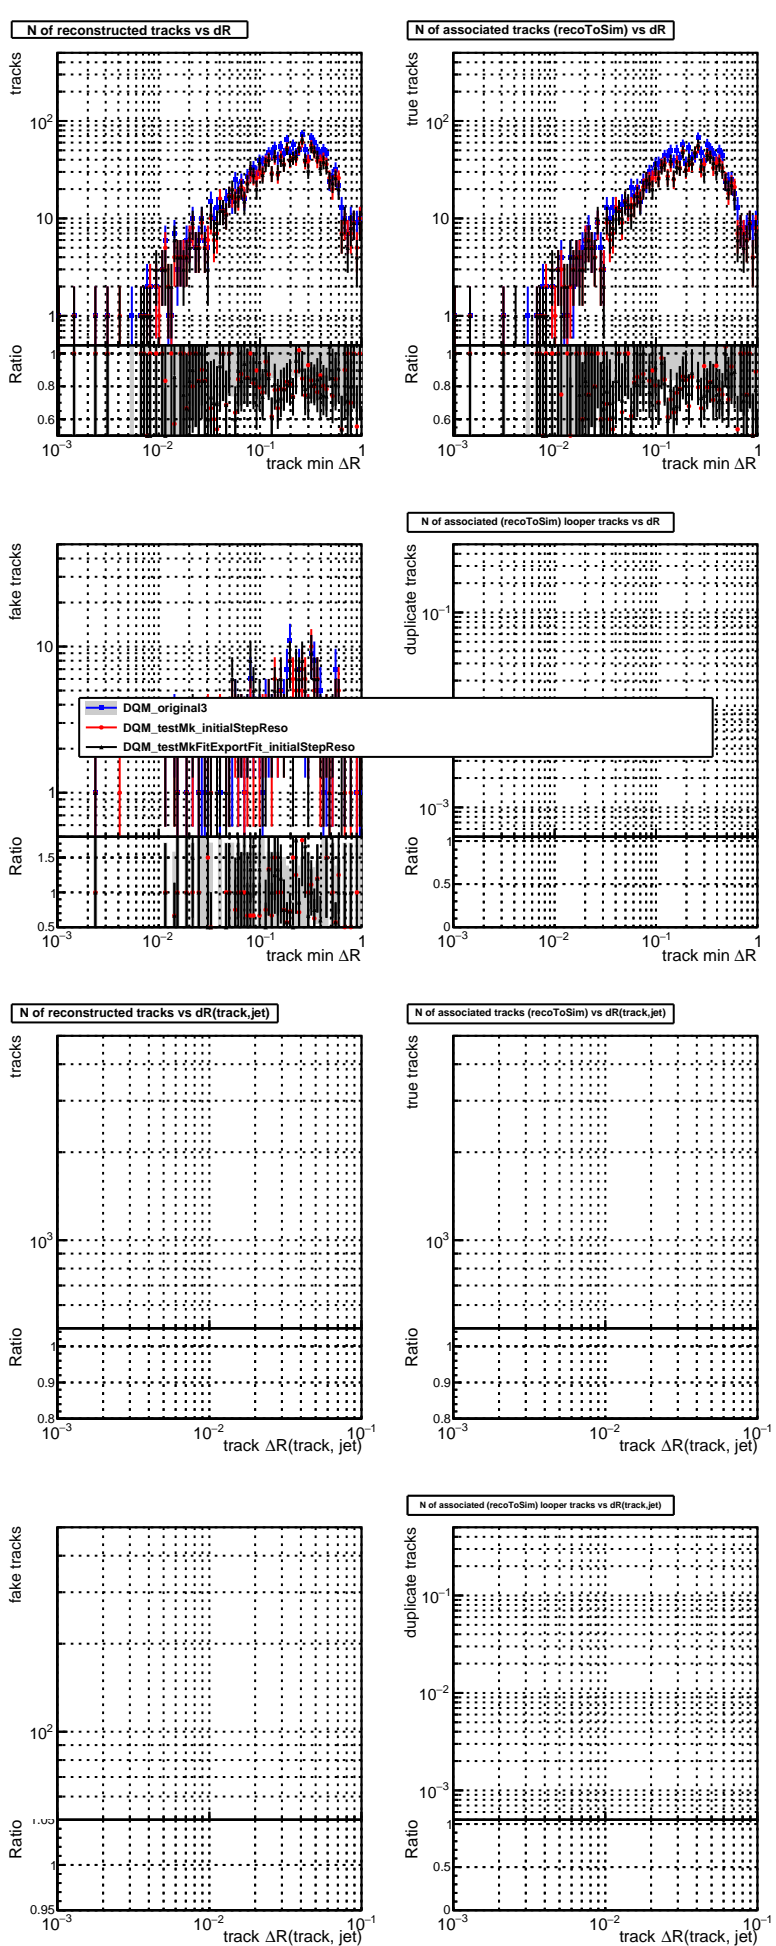 N of reconstructed tracks vs dR
tracks
10²
10
1
Ratio
1
0.8
0.6
10⁻³ 10⁻² 10⁻¹ 1
track min ΔR
N of associated tracks (recoToSim) vs dR
true tracks
10²
10
1
Ratio
1
0.8
0.6
10⁻³ 10⁻² 10⁻¹ 1
track min ΔR
fake tracks
10
1
Ratio
1.5
1
0.5
10⁻³ 10⁻² 10⁻¹ 1
track min ΔR
N of associated (recoToSim) looper tracks vs dR
duplicate tracks
10⁻¹
10⁻³
Ratio
1
0.5
0
10⁻³ 10⁻² 10⁻¹ 1
track min ΔR
DQM_original3
DQM_testMk_initialStepReso
DQM_testMkFitExportFit_initialStepReso
N of reconstructed tracks vs dR(track,jet)
tracks
10³
Ratio
1
0.9
0.8
10⁻³ 10⁻² 10⁻¹
track ΔR(track, jet)
N of associated tracks (recoToSim) vs dR(track,jet)
true tracks
10³
Ratio
1
0.9
0.8
10⁻³ 10⁻² 10⁻¹
track ΔR(track, jet)
fake tracks
10²
Ratio
1.05
1
0.95
10⁻³ 10⁻² 10⁻¹
track ΔR(track, jet)
N of associated (recoToSim) looper tracks vs dR(track,jet)
duplicate tracks
10⁻¹
10⁻²
10⁻³
Ratio
1
0.5
0
10⁻³ 10⁻² 10⁻¹
track ΔR(track, jet)